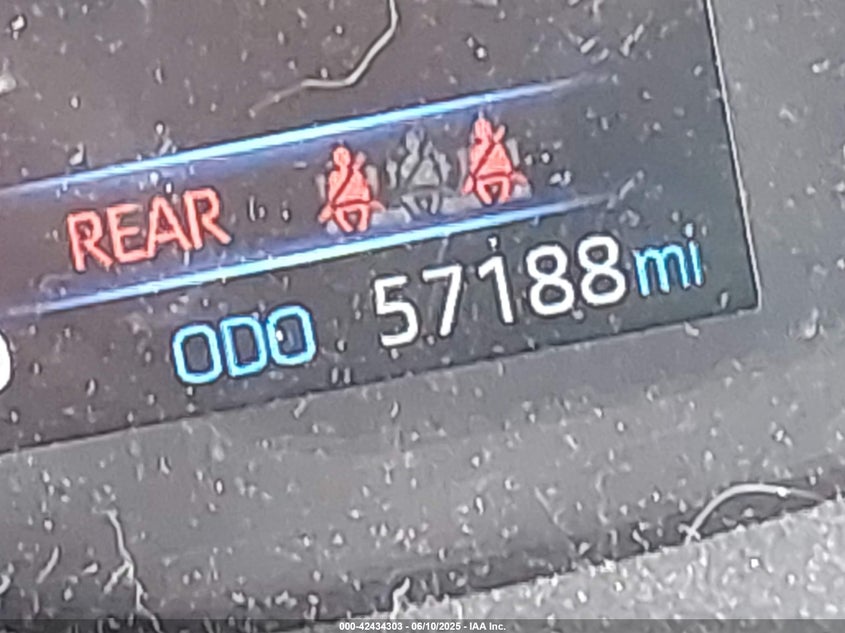 REAR
ODO 57188 mi
000-42434303 - 06/10/2025 - IAA Inc.